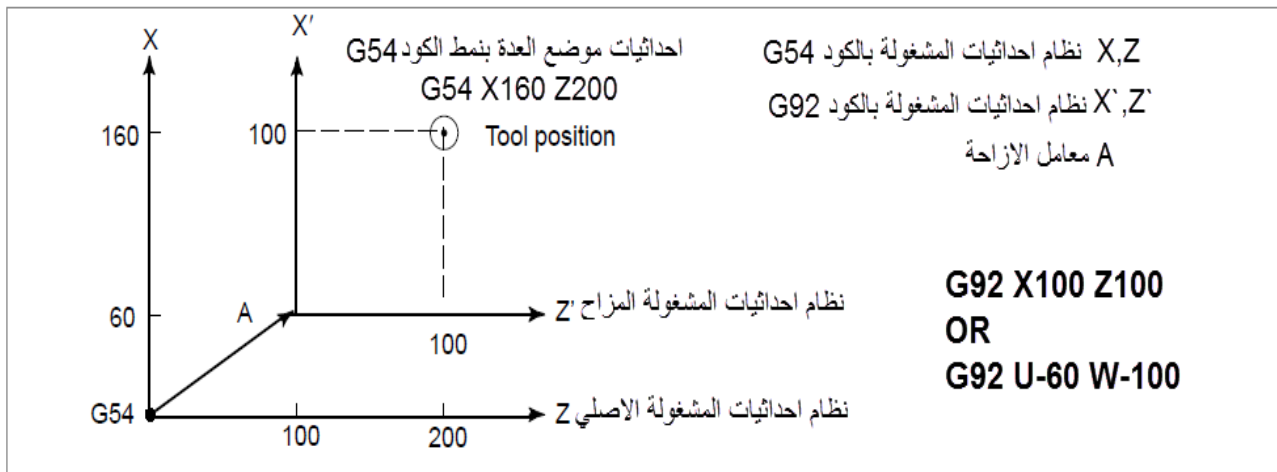 X
X′
احداثيات موضع العدة بنمط الكود G54
G54 X160 Z200
X,Z نظام احداثيات المشغولة بالكود G54
X`,Z` نظام احداثيات المشغولة بالكود G92
A معامل الازاحة
160
100
Tool position
60
A
Z′ نظام احداثيات المشغولة المزاح
100
G92 X100 Z100
OR
G92 U-60 W-100
G54
Z نظام احداثيات المشغولة الاصلي
100
200